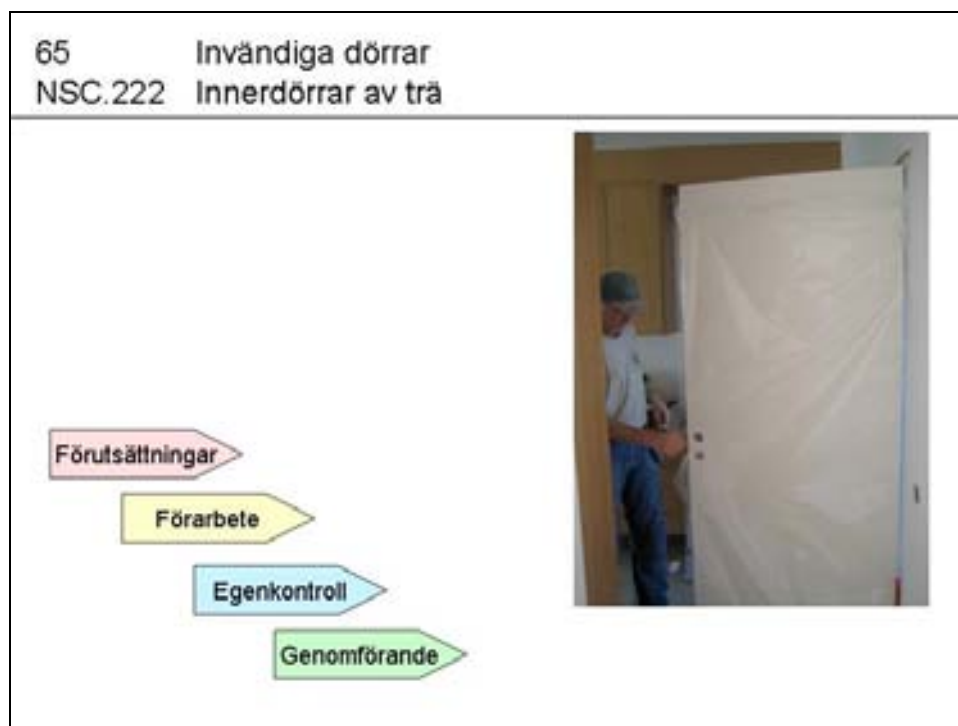 65 Invändiga dörrar
NSC.222 Innerdörrar av trä
Förutsättningar
Förarbete
Egenkontroll
Genomförande